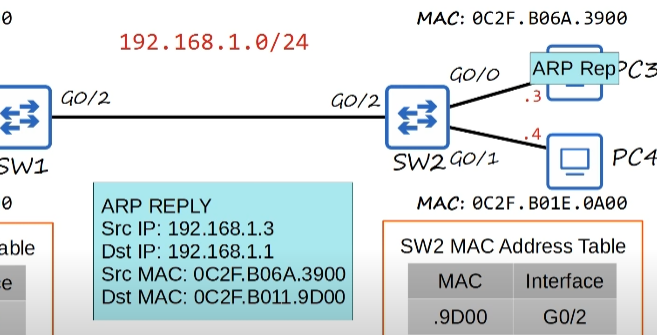 0
MAC: 0C2F.B06A.3900
192.168.1.0/24
G0/0
ARP Rep
PC3
.3
G0/2
G0/2
.4
SW1
SW2
G0/1
PC4
0
MAC: 0C2F.B01E.0A00
ARP REPLY
Src IP: 192.168.1.3
Dst IP: 192.168.1.1
Src MAC: 0C2F.B06A.3900
Dst MAC: 0C2F.B011.9D00
able
e
SW2 MAC Address Table
MAC Interface
.9D00 G0/2